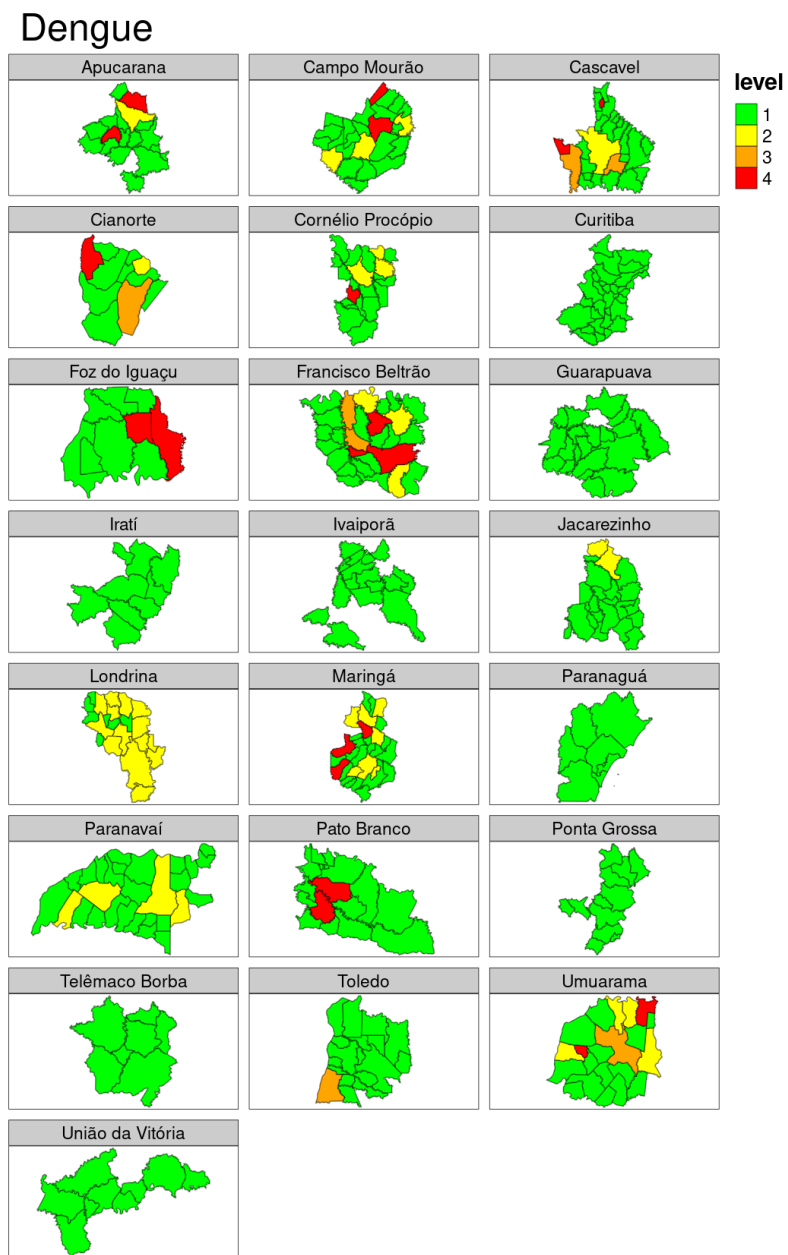 Dengue
Apucarana
Campo Mourão
Cascavel
level
1
2
3
4
Cianorte
Cornélio Procópio
Curitiba
Foz do Iguaçu
Francisco Beltrão
Guarapuava
Iratí
Ivaiporã
Jacarezinho
Londrina
Maringá
Paranaguá
Paranavaí
Pato Branco
Ponta Grossa
Telêmaco Borba
Toledo
Umuarama
União da Vitória